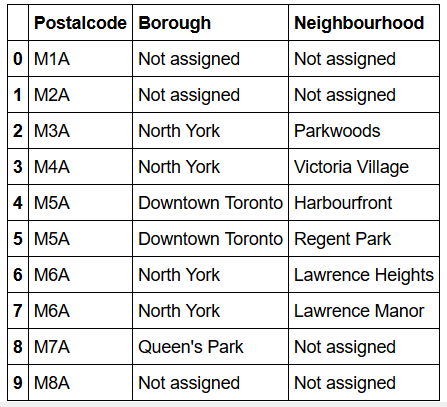 Postalcode Borough Neighbourhood
0 M1A Not assigned Not assigned
1 M2A Not assigned Not assigned
2 M3A North York Parkwoods
3 M4A North York Victoria Village
4 M5A Downtown Toronto Harbourfront
5 M5A Downtown Toronto Regent Park
6 M6A North York Lawrence Heights
7 M6A North York Lawrence Manor
8 M7A Queen's Park Not assigned
9 M8A Not assigned Not assigned